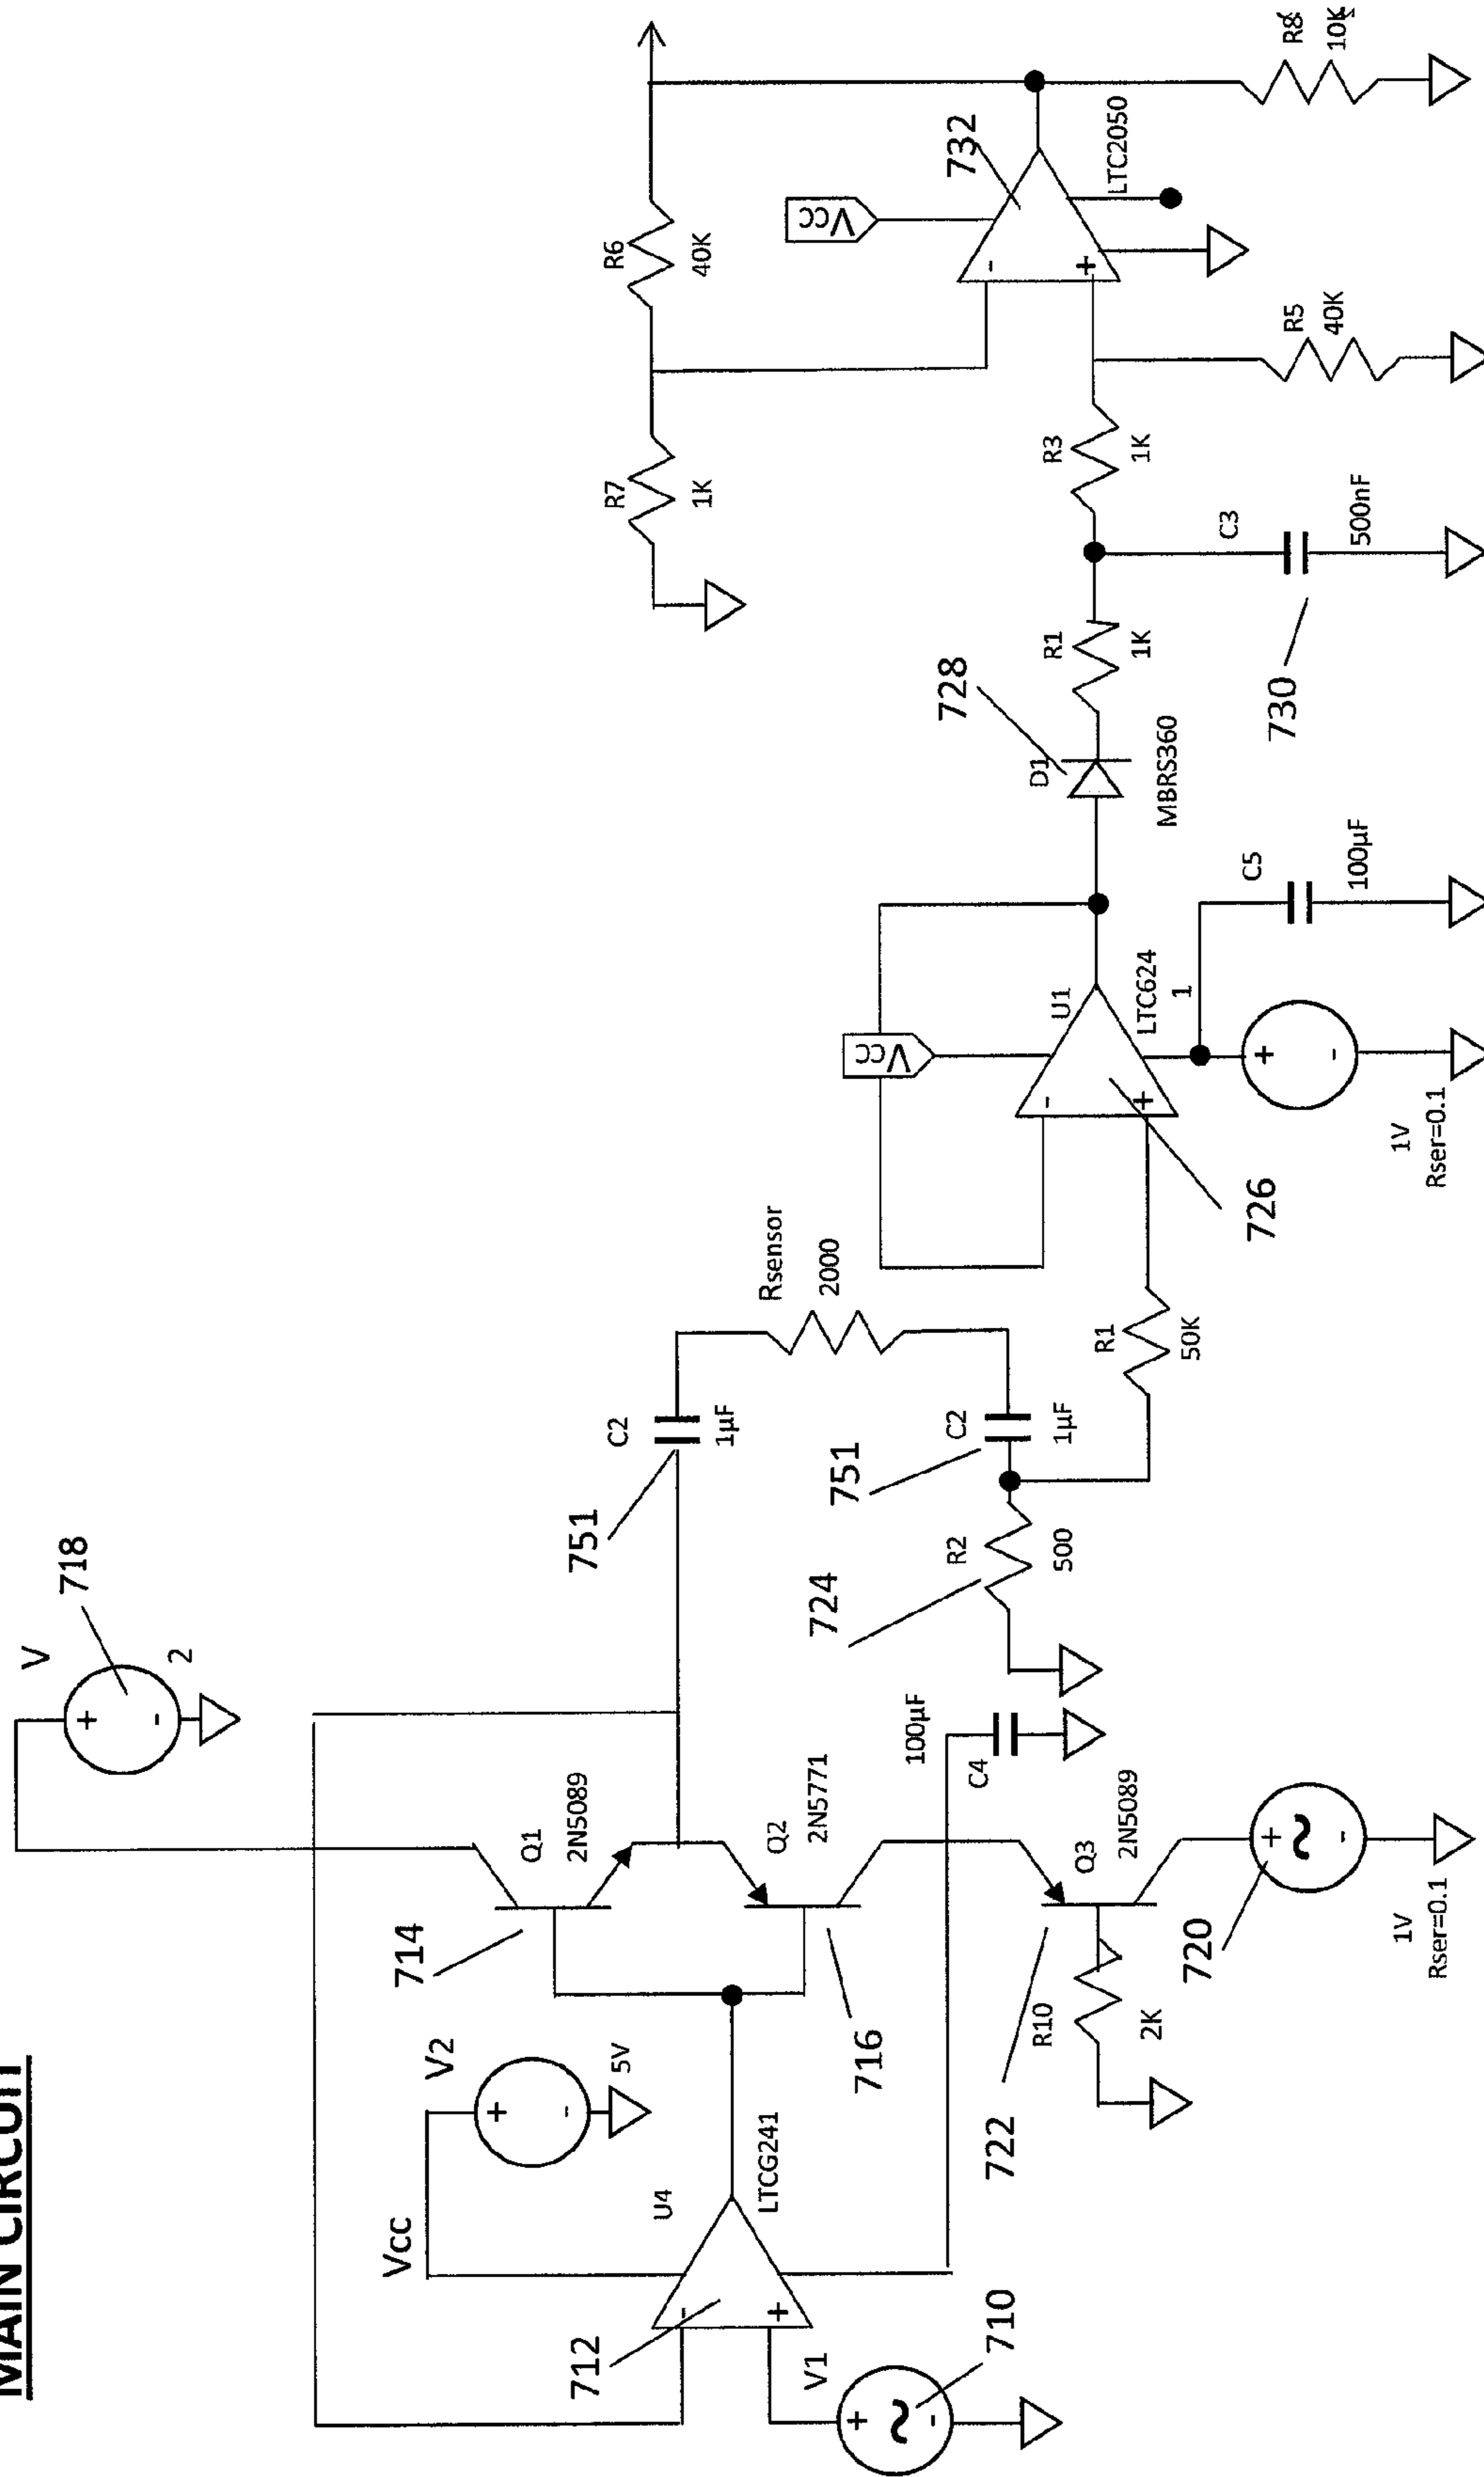 MAIN CIRCUIT
V
718
2
Vcc
V2
5V
U4
LTCG241
712
V1
710
714
Q1
2N5089
Q2
2N5771
716
100µF
C4
722
R10
2K
Q3
2N5089
720
1V
Rser=0.1
751
C2
1µF
Rsensor
2000
751
C2
1µF
724
R2
500
R1
50K
Vcc
U1
LTC624
1
726
1V
Rser=0.1
C5
100µF
728
D1
MBRS360
R1
1K
730
C3
500nF
R3
1K
R7
1K
R6
40K
Vcc
732
LTC2050
R5
40K
R8
10K